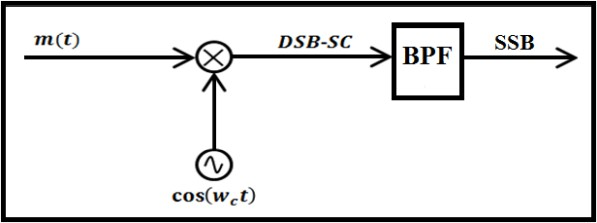 m(t)
DSB-SC
BPF
SSB
cos(w_c t)